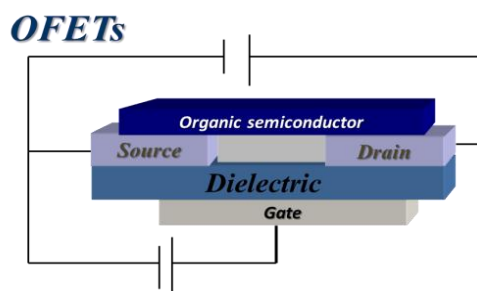 OFETs
Organic semiconductor
Source Drain
Dielectric
Gate